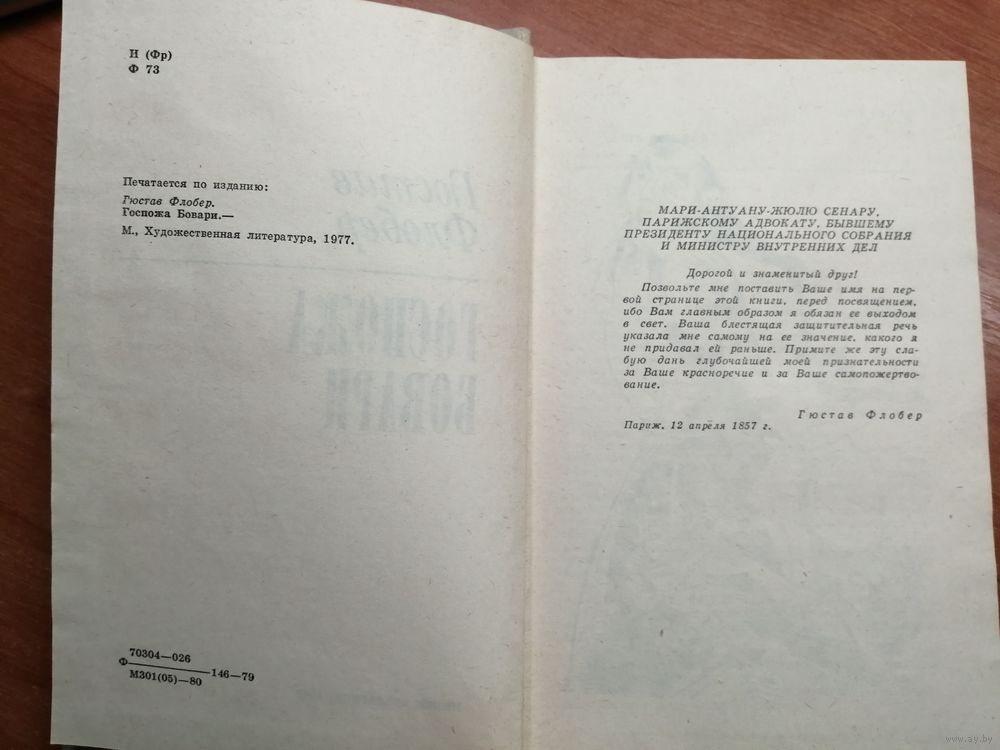 И (Фр)
Ф 73
Печатается по изданию:
Гюстав Флобер.
Госпожа Бовари.—
М., Художественная литература, 1977.
70304—026
Ф—146—79
М301(05)—80
МАРИ-АНТУАНУ-ЖЮЛЮ СЕНАРУ,
ПАРИЖСКОМУ АДВОКАТУ, БЫВШЕМУ
ПРЕЗИДЕНТУ НАЦИОНАЛЬНОГО СОБРАНИЯ
И МИНИСТРУ ВНУТРЕННИХ ДЕЛ
Дорогой и знаменитый друг!
Позвольте мне поставить Ваше имя на пер-
вой странице этой книги, перед посвящением,
ибо Вам главным образом я обязан ее выходом
в свет. Ваша блестящая защитительная речь
указала мне самому на ее значение, какого я
не придавал ей раньше. Примите же эту сла-
бую дань глубочайшей моей признательности
за Ваше красноречие и за Ваше самопожертво-
вание.
Гюстав Флобер
Париж, 12 апреля 1857 г.
www.ay.by